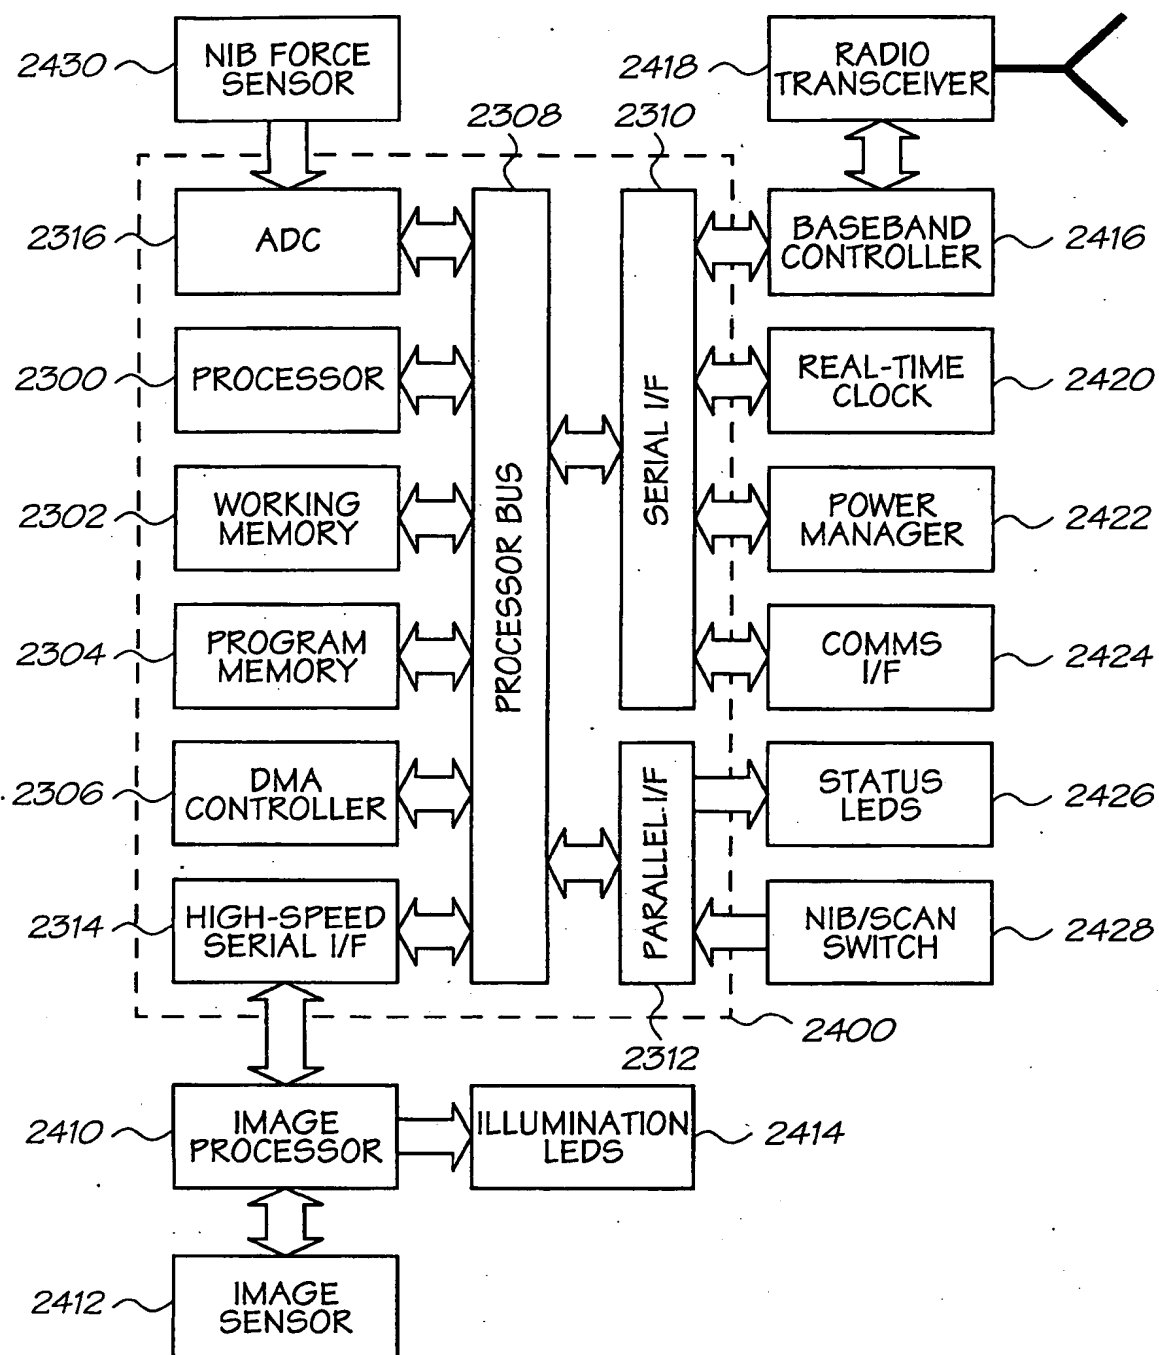 2430
NIB FORCE
SENSOR
2418
RADIO
TRANSCEIVER
2308
2310
2316
ADC
BASEBAND
CONTROLLER
2416
2300
PROCESSOR
REAL-TIME
CLOCK
2420
2302
WORKING
MEMORY
PROCESSOR BUS
SERIAL I/F
POWER
MANAGER
2422
2304
PROGRAM
MEMORY
COMMS
I/F
2424
2306
DMA
CONTROLLER
PARALLEL-I/F
STATUS
LEDS
2426
2314
HIGH-SPEED
SERIAL I/F
NIB/SCAN
SWITCH
2428
2400
2312
2410
IMAGE
PROCESSOR
ILLUMINATION
LEDS
2414
2412
IMAGE
SENSOR